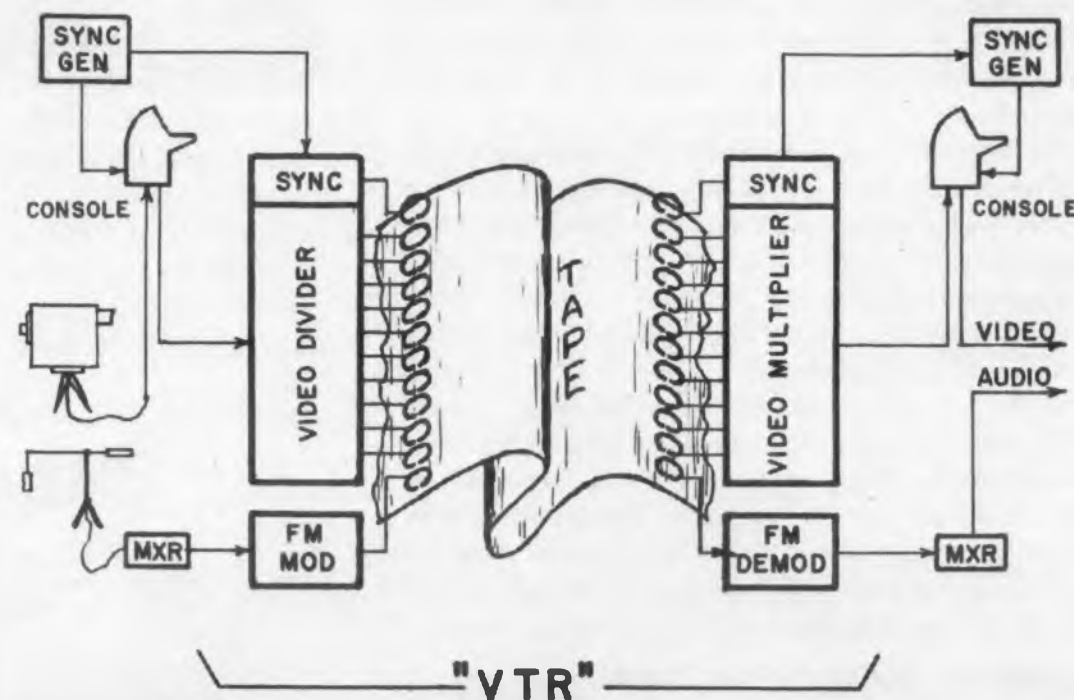 SYNC
GEN
SYNC
GEN
CONSOLE
SYNC
VIDEO DIVIDER
TAPE
SYNC
VIDEO MULTIPLIER
CONSOLE
VIDEO
AUDIO
MXR
FM
MOD
FM
DEMOD
MXR
"VTR"